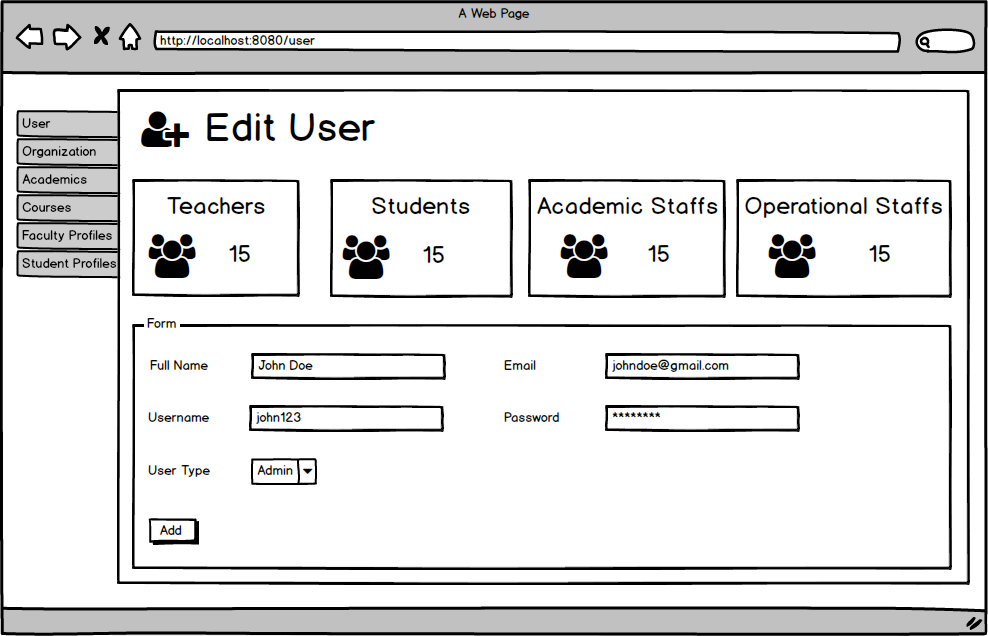 A Web Page
http://localhost:8080/user
User
Organization
Academics
Courses
Faculty Profiles
Student Profiles
Edit User
Teachers
15
Students
15
Academic Staffs
15
Operational Staffs
15
Form
Full Name
John Doe
Email
johndoe@gmail.com
Username
john123
Password
********
User Type
Admin
Add